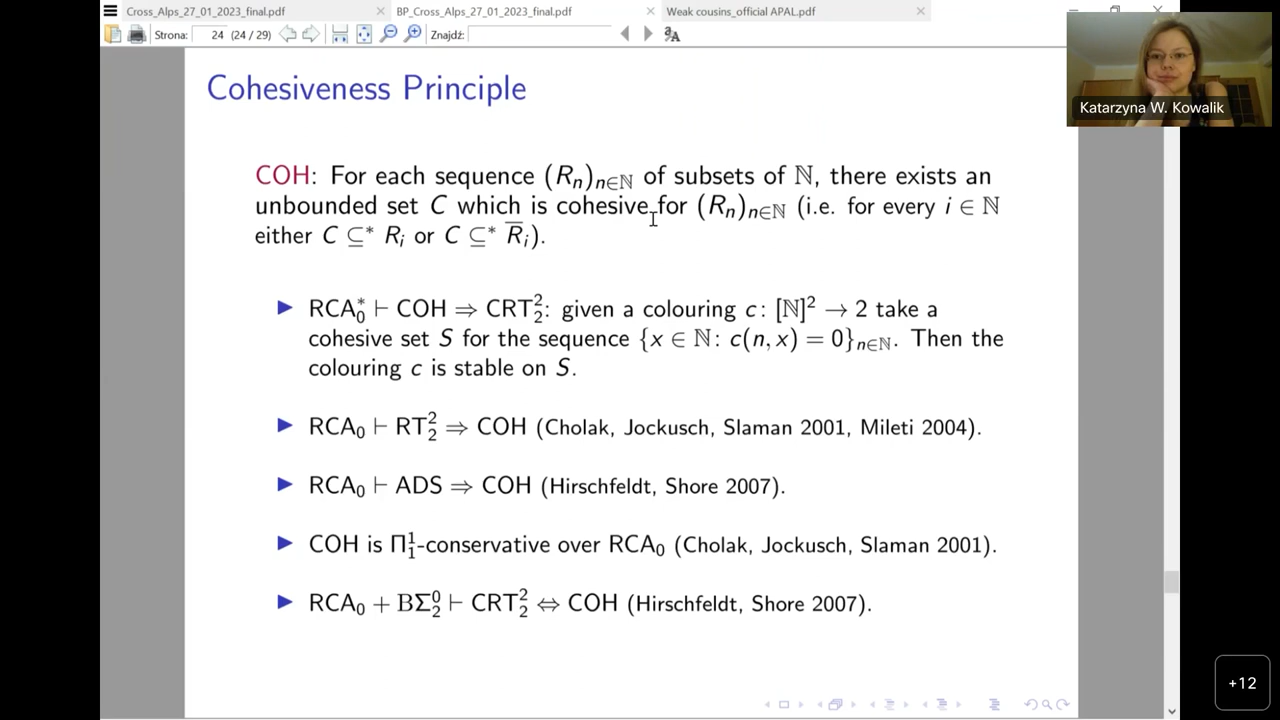 Cross_Alps_27_01_2023_final.pdf
BP_Cross_Alps_27_01_2023_final.pdf
Weak cousins_official APAL.pdf
Strona: 24 (24 / 29)
Znajdź:
Katarzyna W. Kowalik
Cohesiveness Principle
COH: For each sequence (Rₙ)ₙ∈ℕ of subsets of ℕ, there exists an
unbounded set C which is cohesive for (Rₙ)ₙ∈ℕ (i.e. for every i ∈ ℕ
either C ⊆* Rᵢ or C ⊆* R̅ᵢ).
▶ RCA₀* ⊢ COH ⇒ CRT₂²: given a colouring c: [ℕ]² → 2 take a
cohesive set S for the sequence {x ∈ ℕ: c(n, x) = 0}ₙ∈ℕ. Then the
colouring c is stable on S.
▶ RCA₀ ⊢ RT₂² ⇒ COH (Cholak, Jockusch, Slaman 2001, Mileti 2004).
▶ RCA₀ ⊢ ADS ⇒ COH (Hirschfeldt, Shore 2007).
▶ COH is Π₁¹-conservative over RCA₀ (Cholak, Jockusch, Slaman 2001).
▶ RCA₀ + BΣ₂⁰ ⊢ CRT₂² ⇔ COH (Hirschfeldt, Shore 2007).
+12